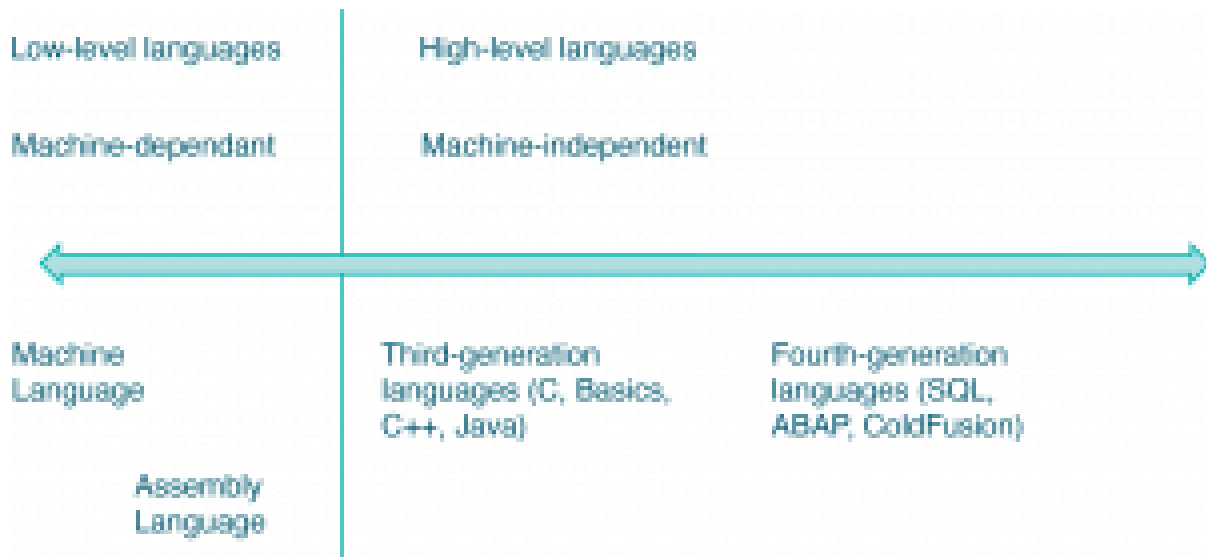 Low-level languages
High-level languages
Machine-dependant
Machine-independent
Machine
Language
Assembly
Language
Third-generation
languages (C, Basics,
C++, Java)
Fourth-generation
languages (SQL,
ABAP, ColdFusion)